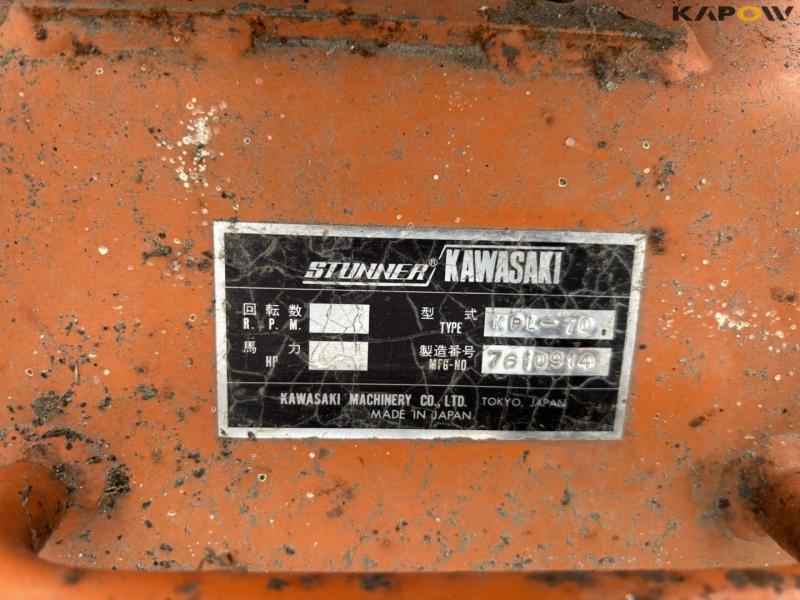 KAPOW
STUNNER® KAWASAKI
回転数 型式
R. P. M. TYPE KPL-70
馬力 製造番号
HP MFG-NO. 7610914
KAWASAKI MACHINERY CO., LTD. TOKYO, JAPAN
MADE IN JAPAN